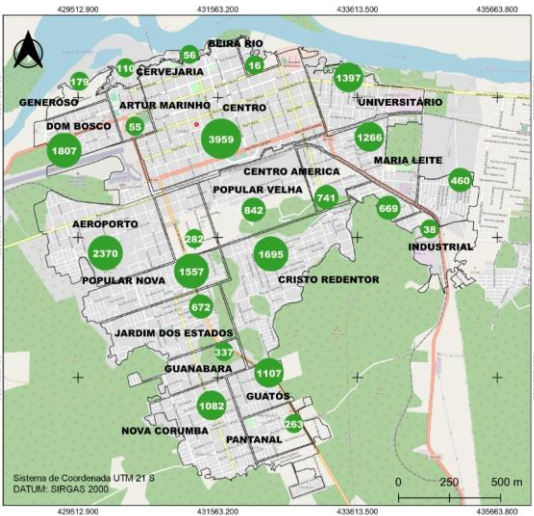 429512.900 431563.200 433613.500 435663.800
BEIRA RIO
56
16
110
CERVEJARIA
179
1397
GENEROSO
ARTUR MARINHO
CENTRO
UNIVERSITÁRIO
DOM BOSCO
55
3959
1266
1807
MARIA LEITE
CENTRO AMERICA
460
POPULAR VELHA
741
842
669
AEROPORTO
38
282
INDUSTRIAL
2370
1695
1557
POPULAR NOVA
CRISTO REDENTOR
672
JARDIM DOS ESTADOS
337
GUANABARA
1107
GUATÓS
1082
263
NOVA CORUMBA
PANTANAL
Sistema de Coordenada UTM 21 S
DATUM: SIRGAS 2000
0 250 500 m
429512.900 431563.200 433613.500 435663.800